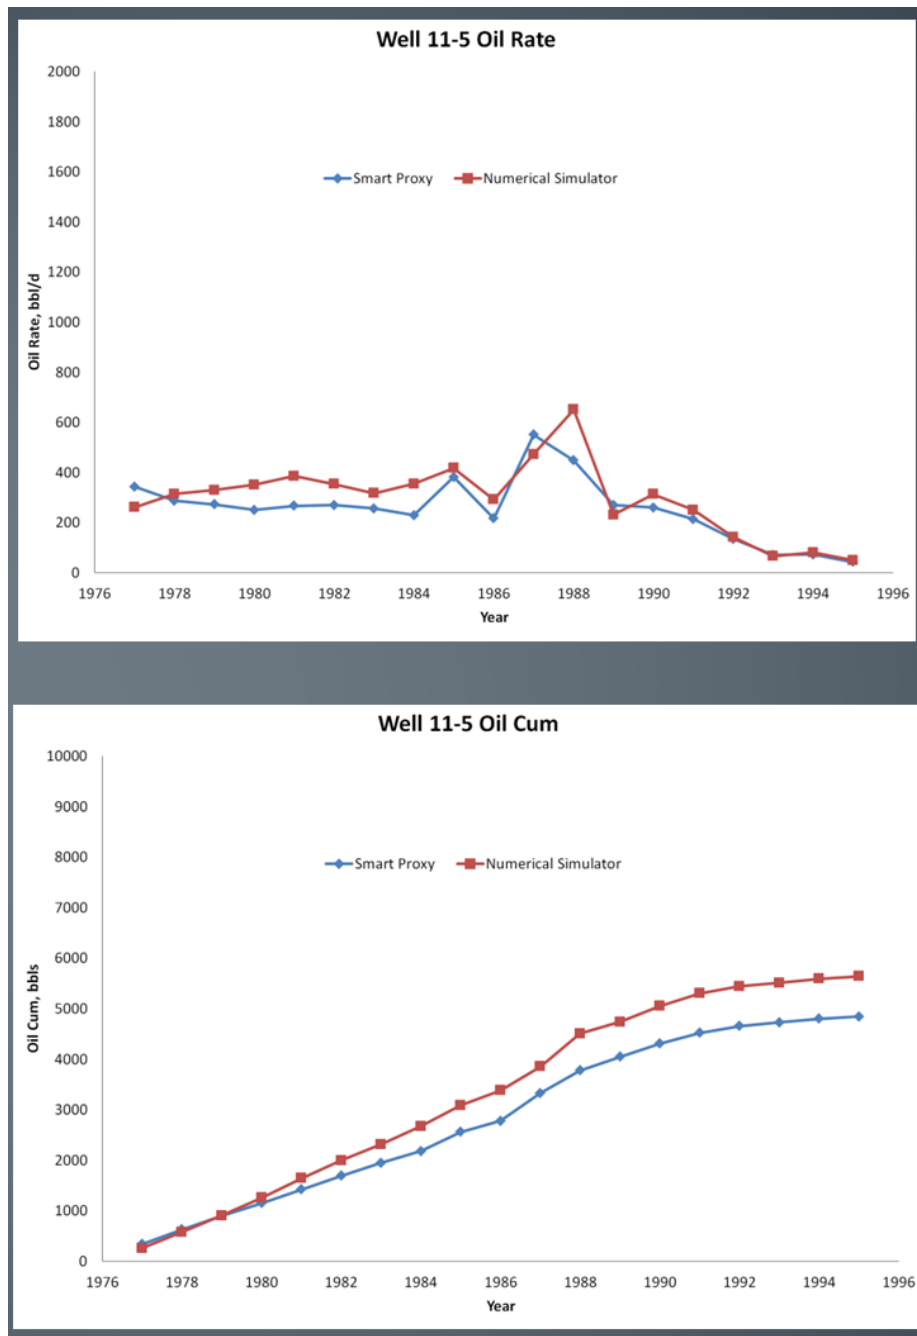 Well 11-5 Oil Rate
2000
1800
1600
Smart Proxy Numerical Simulator
1400
1200
1000
800
600
400
200
0
Oil Rate, bbl/d
1976 1978 1980 1982 1984 1986 1988 1990 1992 1994 1996
Year
Well 11-5 Oil Cum
10000
9000
8000
Smart Proxy Numerical Simulator
7000
6000
5000
4000
3000
2000
1000
0
Oil Cum, bbls
1976 1978 1980 1982 1984 1986 1988 1990 1992 1994 1996
Year